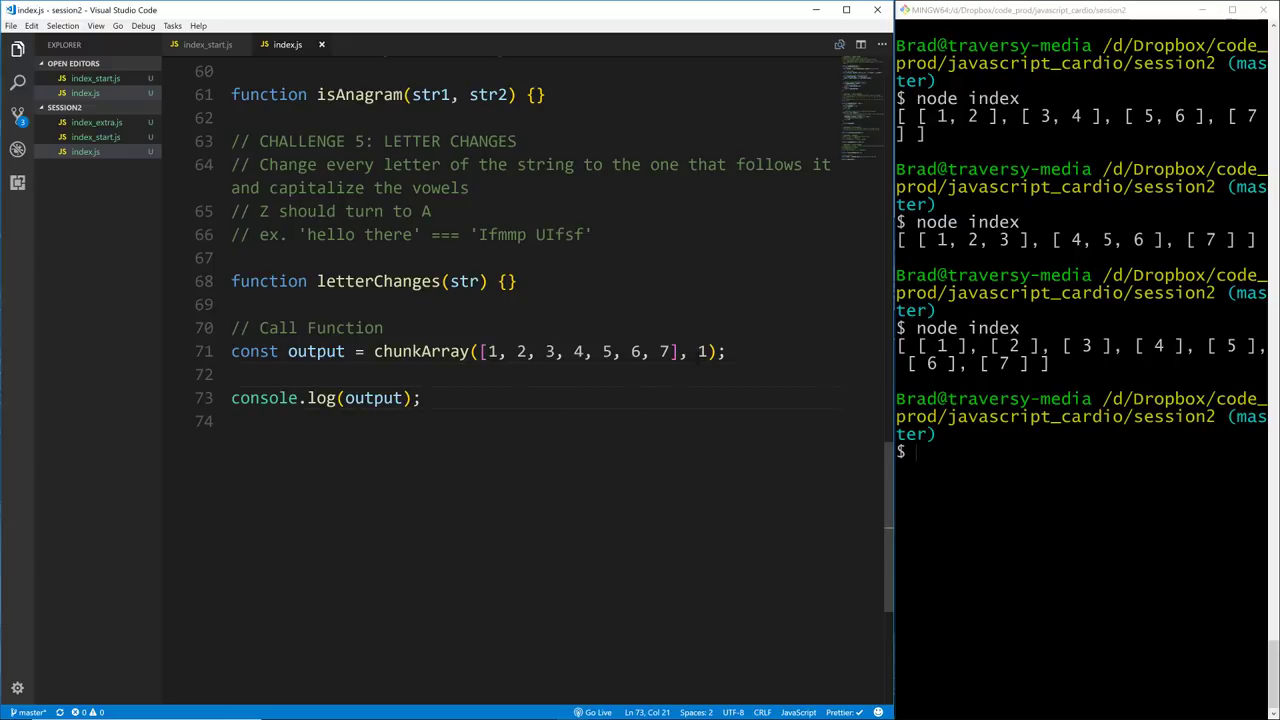 index.js - session2 - Visual Studio Code
File Edit Selection View Go Debug Tasks Help
EXPLORER
OPEN EDITORS
index_start.js U
index.js U
SESSION2
index_extra.js U
index_start.js U
index.js U
3
index_start.js index.js
60
61 function isAnagram(str1, str2) {}
62
63 CHALLENGE 5: LETTER CHANGES
64 Change every letter of the string to the one that follows it
and capitalize the vowels
65 // Z should turn to A
66 // ex. 'hello there' === 'Ifmmp UIfsf'
67
68 function letterChanges(str) {}
69
70 // Call Function
71 const output = chunkArray([1, 2, 3, 4, 5, 6, 7], 1);
72
73 console.log(output);
74
master* 0 0 Go Live Ln 73, Col 21 Spaces: 2 UTF-8 CRLF JavaScript Prettier: ✓
MINGW64:/d/Dropbox/code_prod/javascript_cardio/session2
Brad@traversy-media /d/Dropbox/code_
prod/javascript_cardio/session2 (mas
ter)
$ node index
[ [ 1, 2 ], [ 3, 4 ], [ 5, 6 ], [ 7
] ]
Brad@traversy-media /d/Dropbox/code_
prod/javascript_cardio/session2 (mas
ter)
$ node index
[ [ 1, 2, 3 ], [ 4, 5, 6 ], [ 7 ] ]
Brad@traversy-media /d/Dropbox/code_
prod/javascript_cardio/session2 (mas
ter)
$ node index
[ [ 1 ], [ 2 ], [ 3 ], [ 4 ], [ 5 ],
[ 6 ], [ 7 ] ]
Brad@traversy-media /d/Dropbox/code_
prod/javascript_cardio/session2 (mas
ter)
$